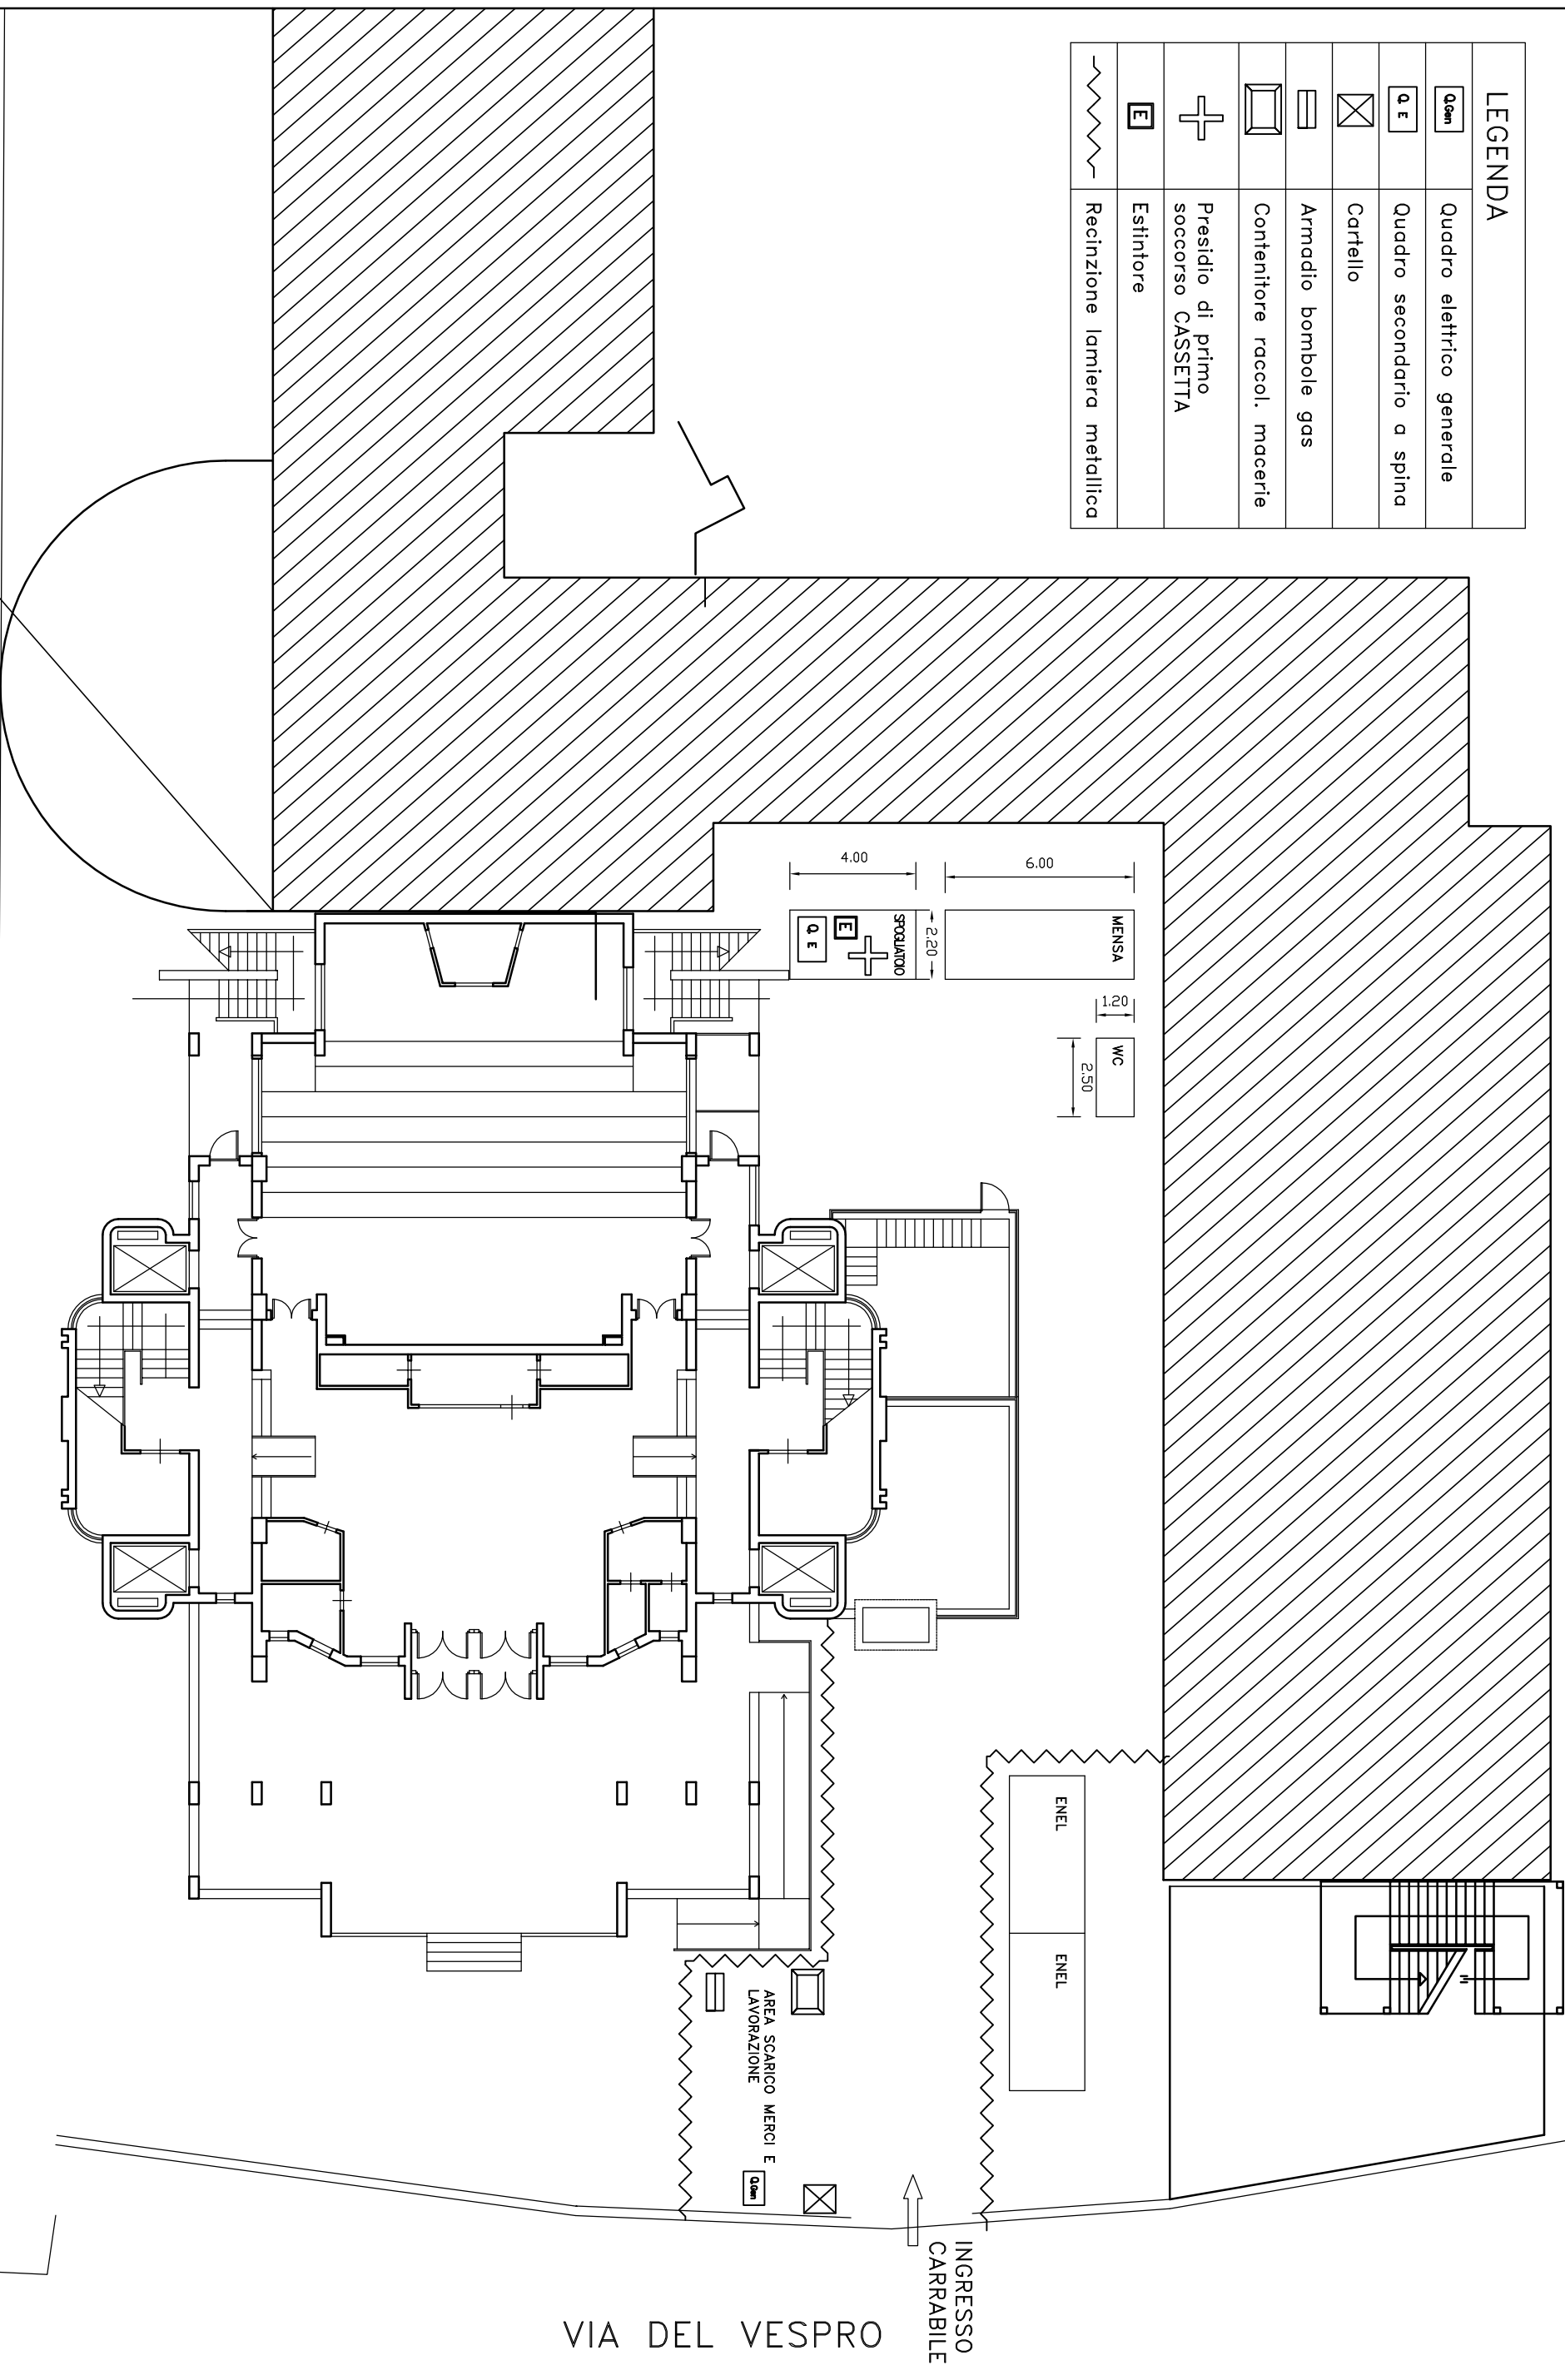 LEGENDA
Q.Gen
Quadro elettrico generale
Q E
Quadro secondario a spina
Cartello
Armadio bombole gas
Contenitore raccol. macerie
Presidio di primo
soccorso CASSETTA
E
Estintore
Recinzione lamiera metallica
4.00
6.00
MENSA
SPOGLIATOIO
2.20
E
Q E
1.20
WC
2.50
ENEL
ENEL
AREA SCARICO MERCI E
LAVORAZIONE
Q.Gen
INGRESSO
CARRABILE
VIA DEL VESPRO